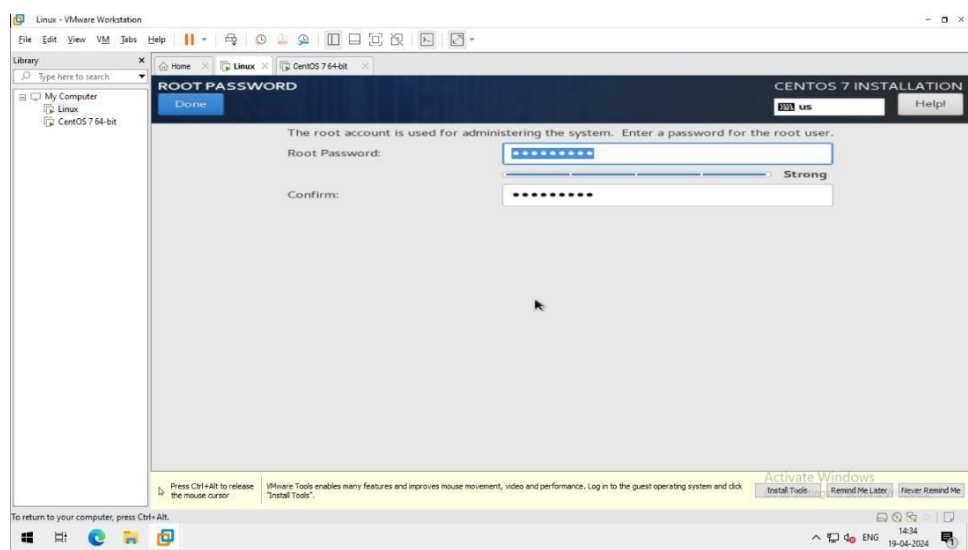 Linux - VMware Workstation
File Edit View VM Tabs Help
Library
Type here to search
My Computer
Linux
CentOS 7 64-bit
Home
Linux
CentOS 7 64-bit
ROOT PASSWORD
CENTOS 7 INSTALLATION
Done
us
Help!
The root account is used for administering the system. Enter a password for the root user.
Root Password:
•••••••••
Strong
Confirm:
•••••••••
Press Ctrl+Alt to release
the mouse cursor
VMware Tools enables many features and improves mouse movement, video and performance. Log in to the guest operating system and click
"Install Tools".
Activate Windows
Install Tools
Remind Me Later
Never Remind Me
To return to your computer, press Ctrl+Alt.
ENG
14:34
19-04-2024